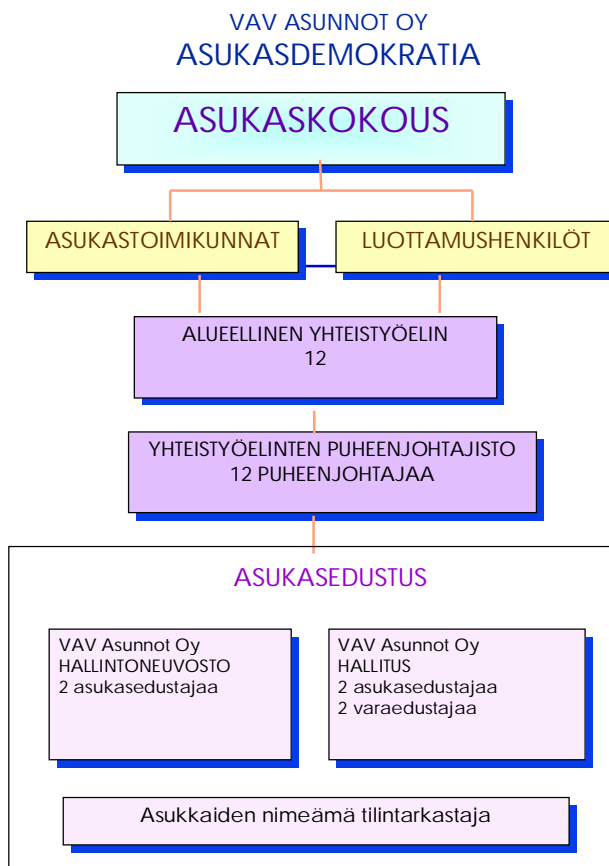 VAV ASUNNOT OY
ASUKASDEMOKRATIA
ASUKASKOKOUS
ASUKASTOIMIKUNNAT
LUOTTAMUSHENKILÖT
ALUEELLINEN YHTEISTYÖELIN
12
YHTEISTYÖELINTEN PUHEENJOHTAJISTO
12 PUHEENJOHTAJAA
ASUKASEDUSTUS
VAV Asunnot Oy
HALLINTONEUVOSTO
2 asukasedustajaa
VAV Asunnot Oy
HALLITUS
2 asukasedustajaa
2 varaedustajaa
Asukkaiden nimeämä tilintarkastaja